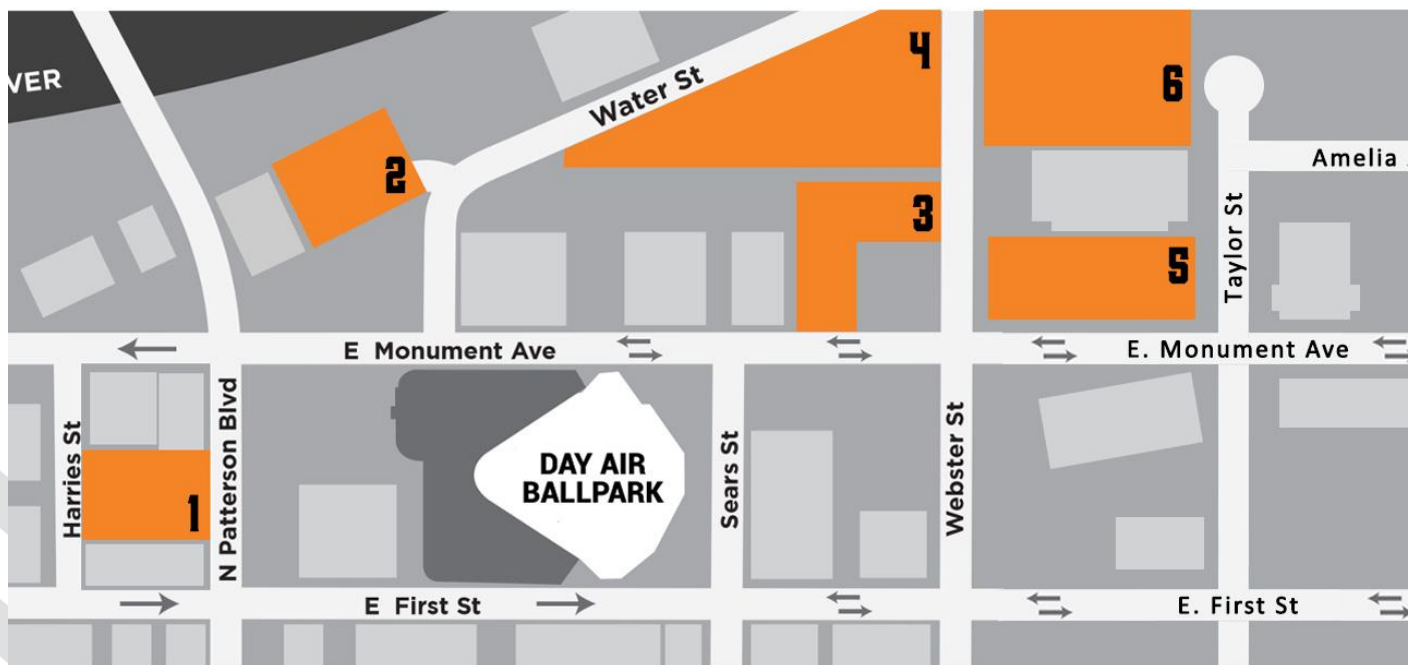 VER
Water St
4
6
2
Amelia
3
Taylor St
5
E Monument Ave
E. Monument Ave
Harries St
1
N Patterson Blvd
DAY AIR
BALLPARK
Sears St
Webster St
E First St
E. First St